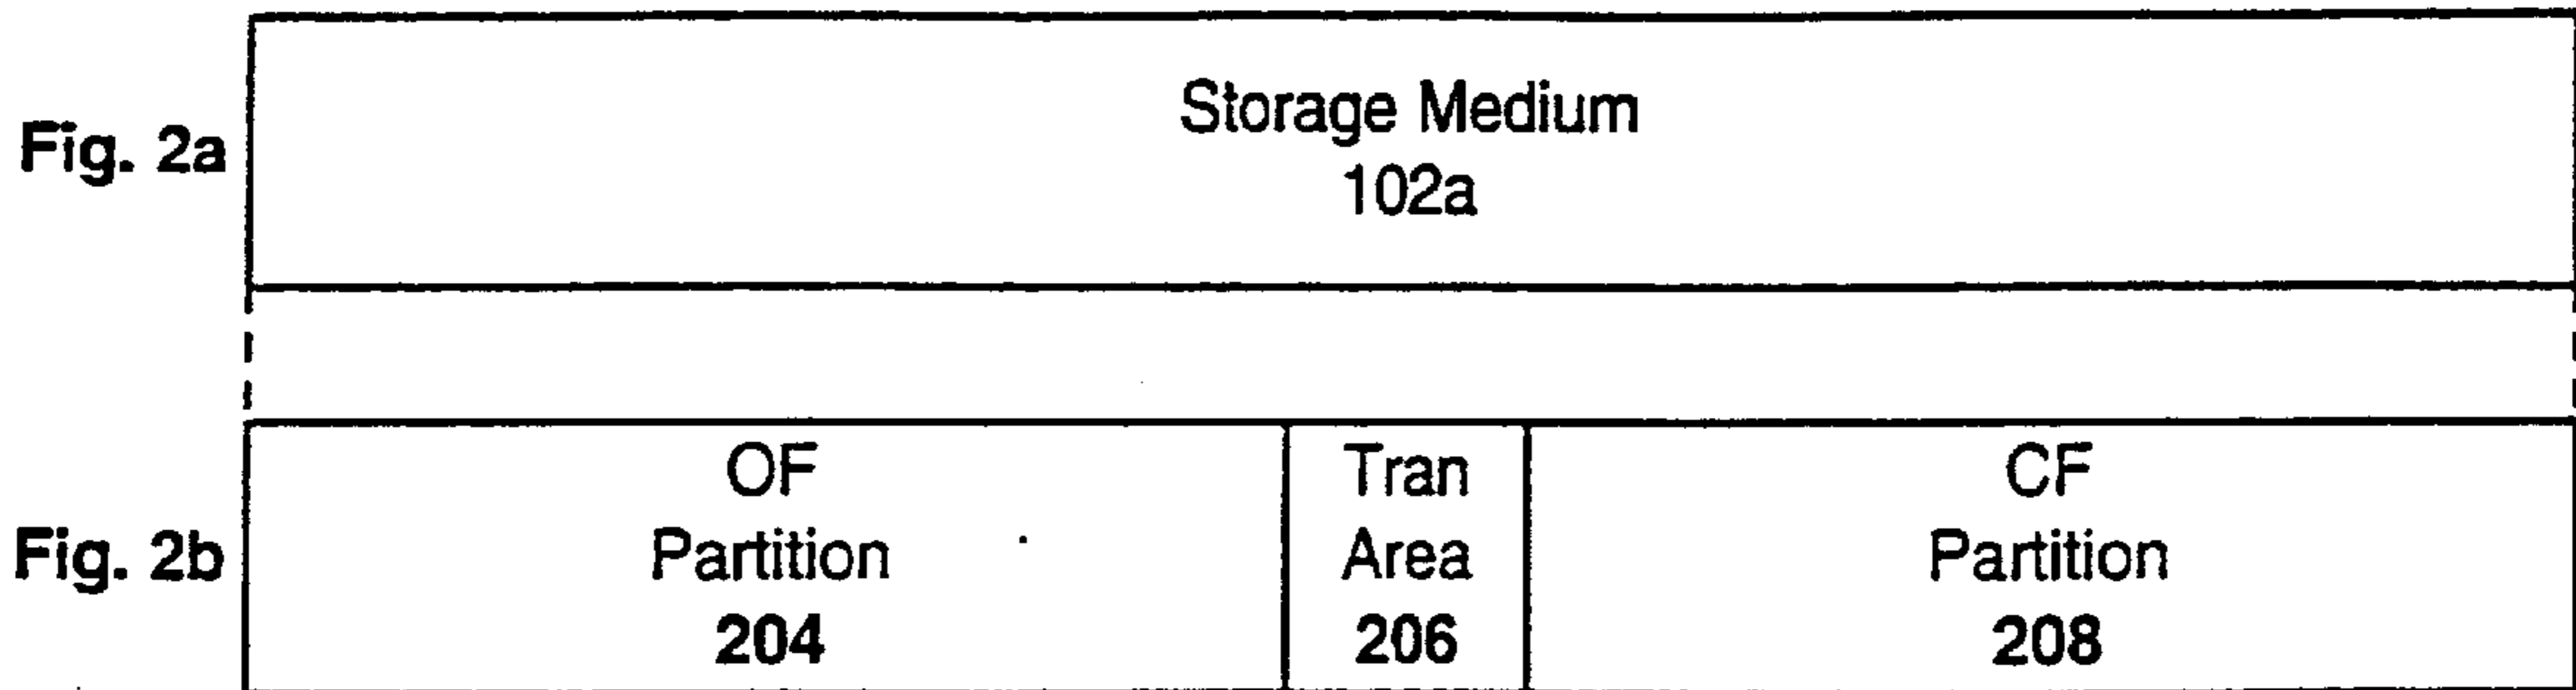 Fig. 2a
Storage Medium
102a
Fig. 2b
OF
Partition
204
Tran
Area
206
CF
Partition
208